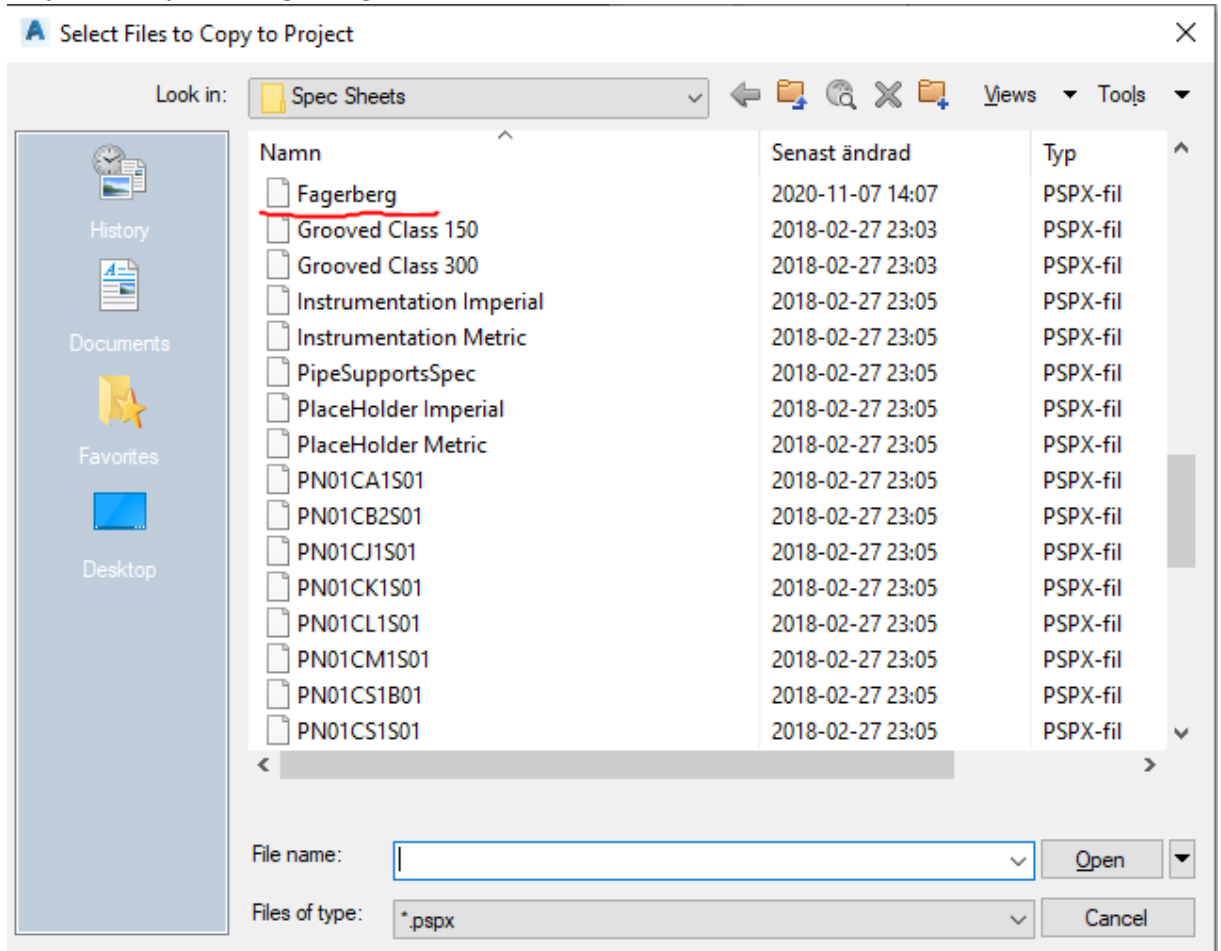 Select Files to Copy to Project
Look in: Spec Sheets Views Tools
Namn Senast ändrad Typ
Fagerberg 2020-11-07 14:07 PSPX-fil
Grooved Class 150 2018-02-27 23:03 PSPX-fil
Grooved Class 300 2018-02-27 23:03 PSPX-fil
Instrumentation Imperial 2018-02-27 23:05 PSPX-fil
Instrumentation Metric 2018-02-27 23:05 PSPX-fil
PipeSupportsSpec 2018-02-27 23:05 PSPX-fil
PlaceHolder Imperial 2018-02-27 23:05 PSPX-fil
PlaceHolder Metric 2018-02-27 23:05 PSPX-fil
PN01CA1S01 2018-02-27 23:05 PSPX-fil
PN01CB2S01 2018-02-27 23:05 PSPX-fil
PN01CJ1S01 2018-02-27 23:05 PSPX-fil
PN01CK1S01 2018-02-27 23:05 PSPX-fil
PN01CL1S01 2018-02-27 23:05 PSPX-fil
PN01CM1S01 2018-02-27 23:05 PSPX-fil
PN01CS1B01 2018-02-27 23:05 PSPX-fil
PN01CS1S01 2018-02-27 23:05 PSPX-fil
History
Documents
Favorites
Desktop
File name: Open
Files of type: *.pspx Cancel